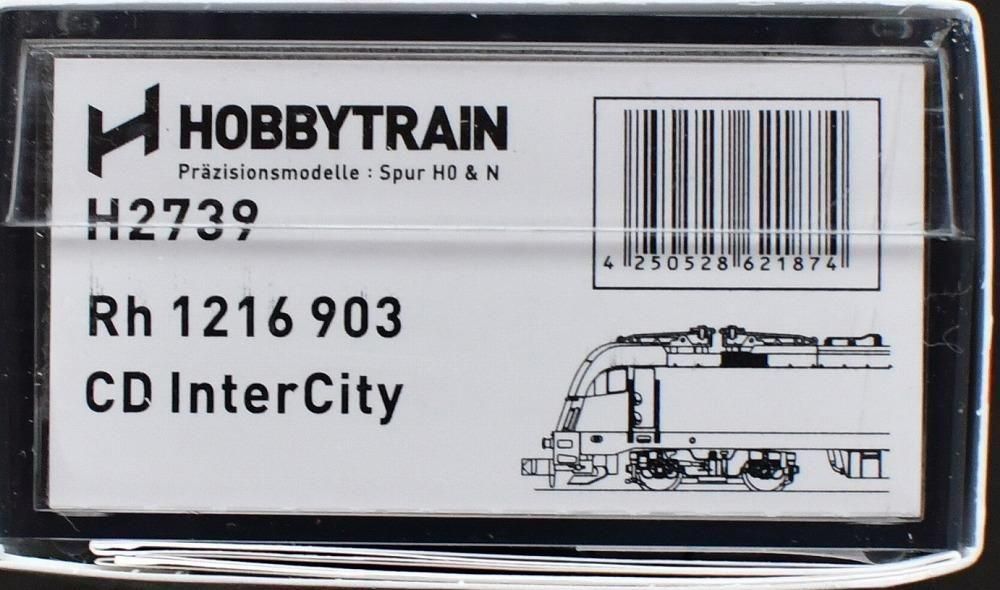 HOBBYTRAIN
Präzisionsmodelle : Spur H0 & N
H2739
Rh 1216 903
CD InterCity
4 250528 621874